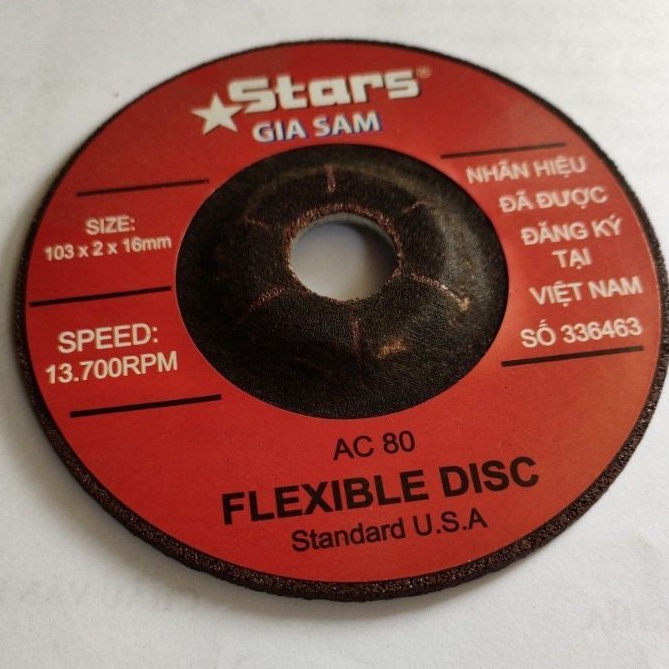 Stars®
GIA SAM
SIZE:
103 x 2 x 16mm
SPEED:
13.700RPM
NHÃN HIỆU
ĐÃ ĐƯỢC
ĐĂNG KÝ
TẠI
VIỆT NAM
SỐ 336463
AC 80
FLEXIBLE DISC
Standard U.S.A